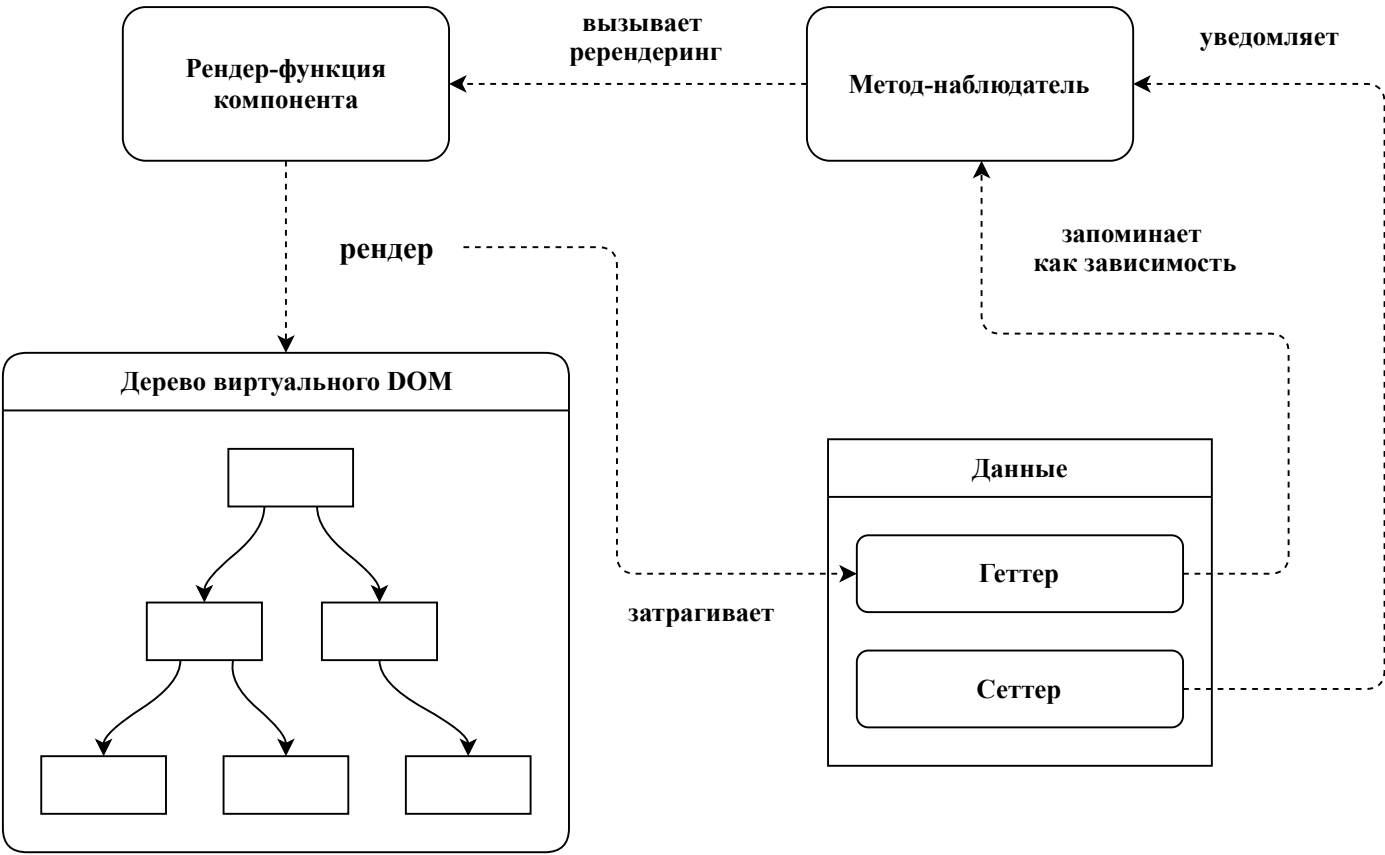 Рендер-функция
компонента
вызывает
ререндеринг
Метод-наблюдатель
уведомляет
рендер
запоминает
как зависимость
Дерево виртуального DOM
Данные
Геттер
затрагивает
Сеттер